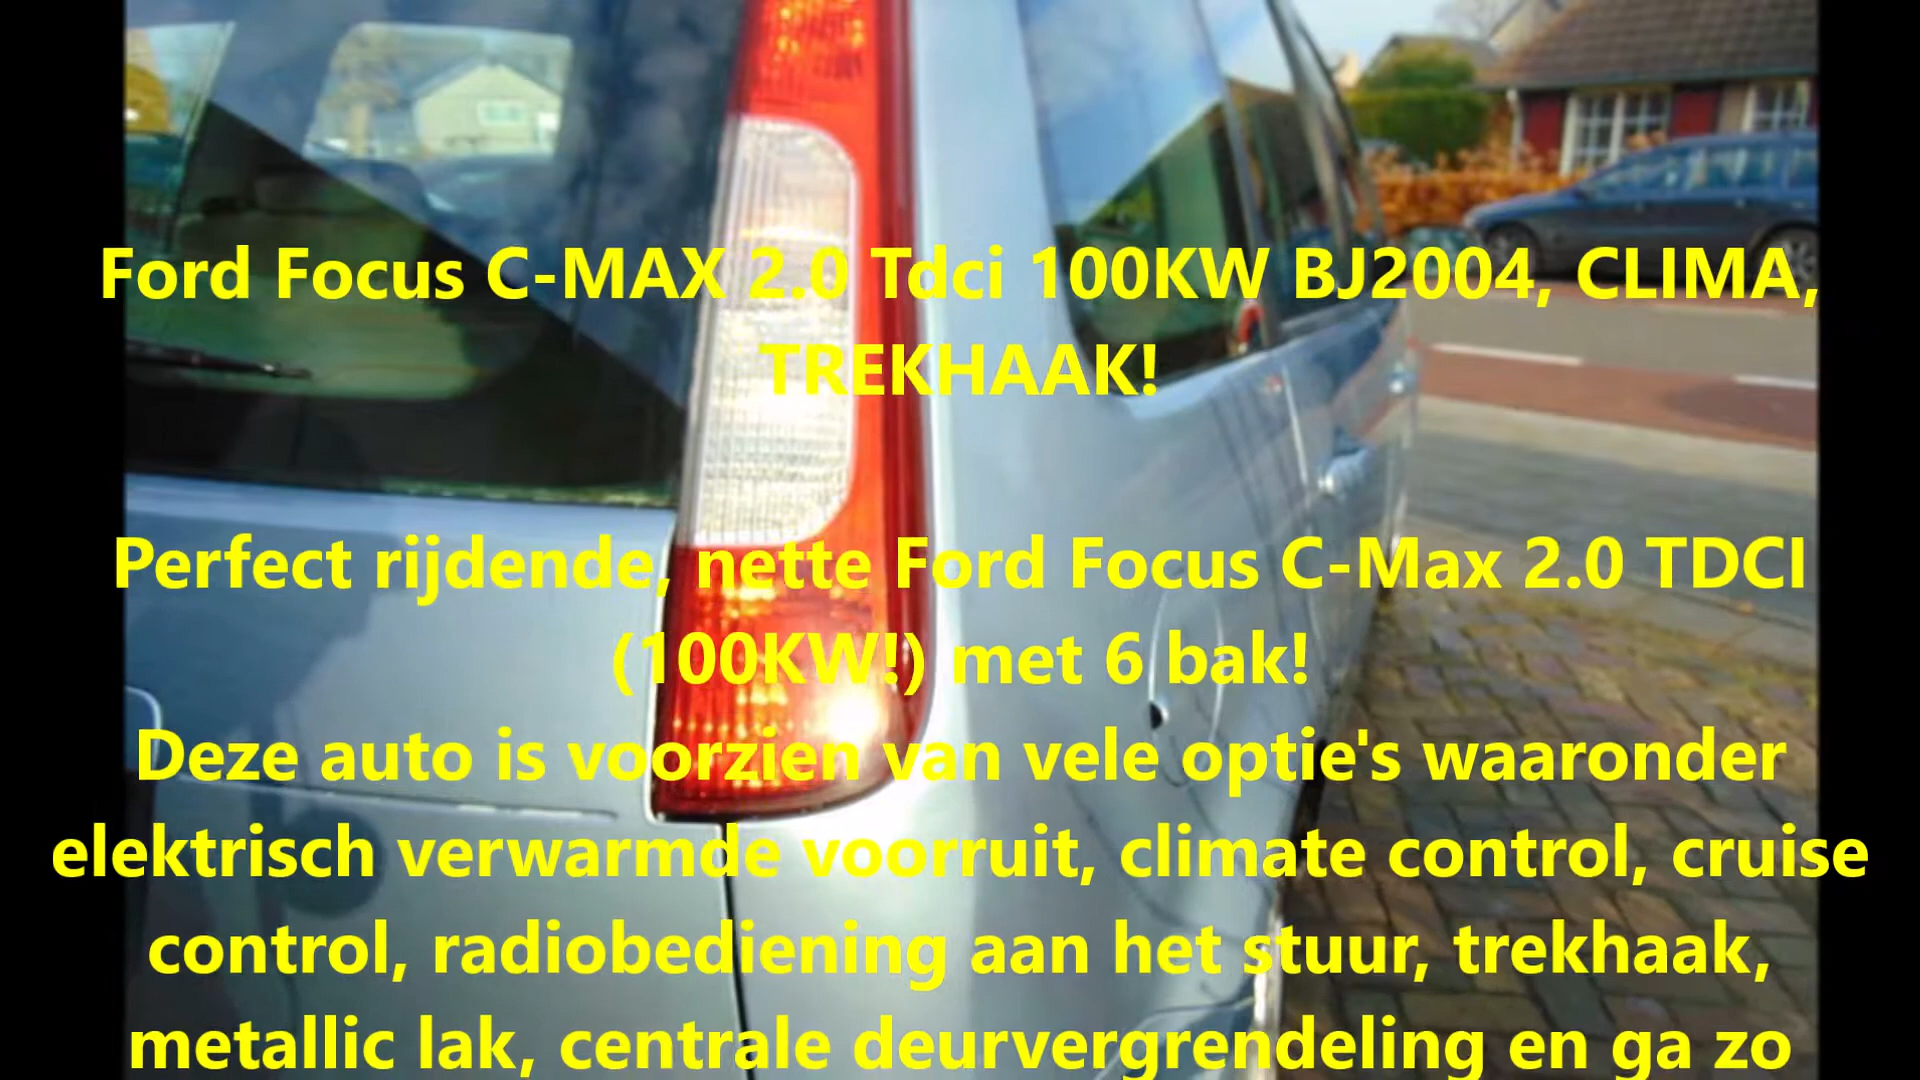 Ford Focus C-MAX 2.0 Tdci 100KW BJ2004, CLIMA,
TREKHAAK!
Perfect rijdende, nette Ford Focus C-Max 2.0 TDCI
(100KW!) met 6 bak!
Deze auto is voorzien van vele optie's waaronder
elektrisch verwarmde voorruit, climate control, cruise
control, radiobediening aan het stuur, trekhaak,
metallic lak, centrale deurvergrendeling en ga zo